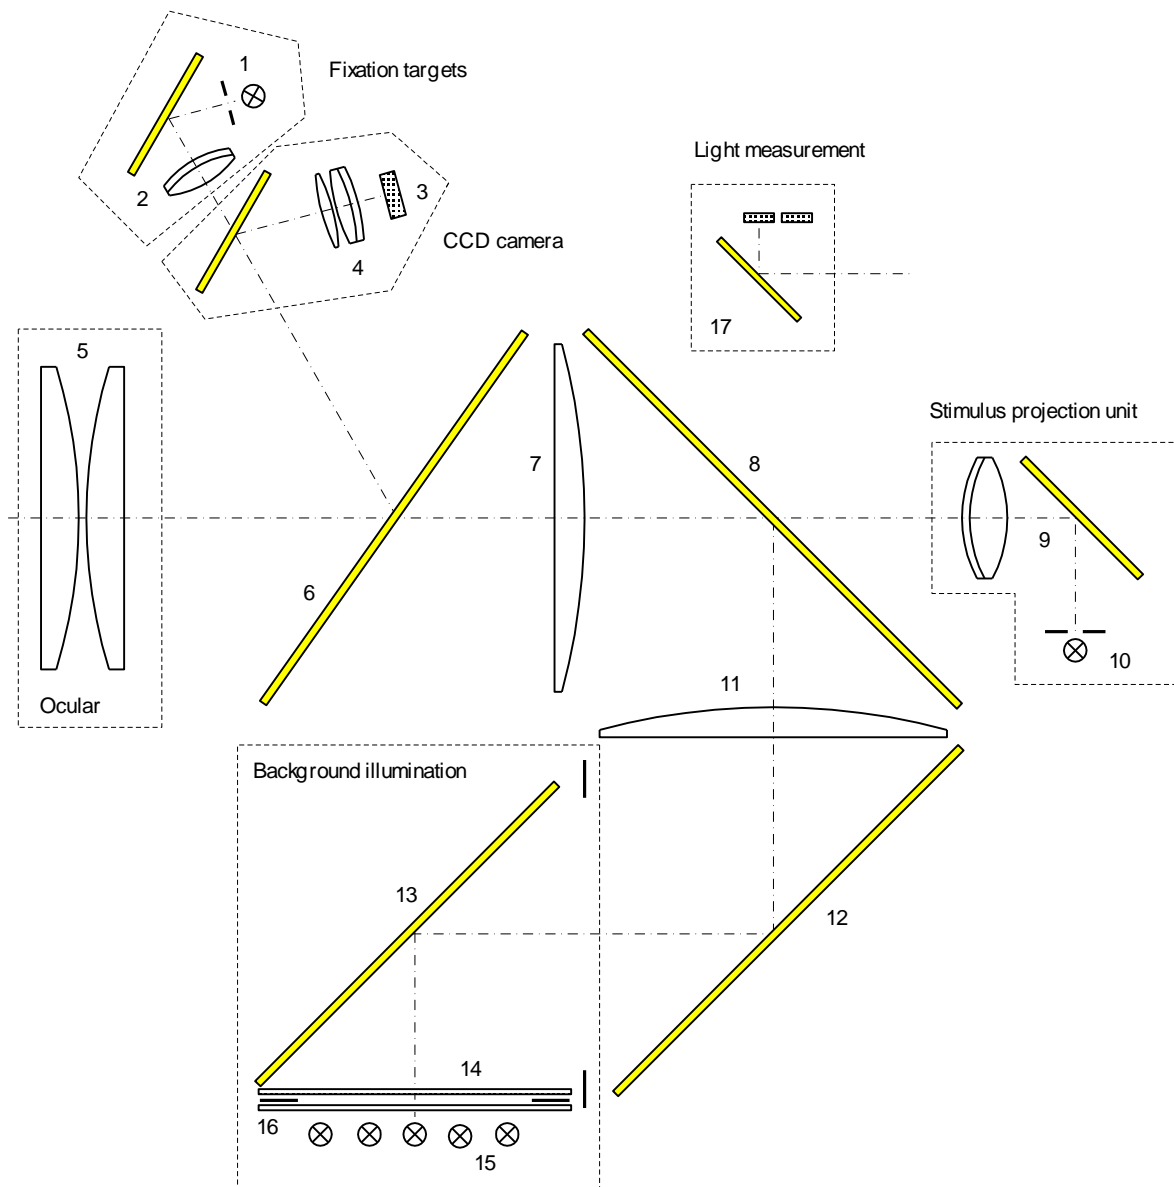 1
Fixation targets
2
3
4
CCD camera
Light measurement
17
5
Ocular
6
7
8
Stimulus projection unit
9
10
11
Background illumination
12
13
14
16
15